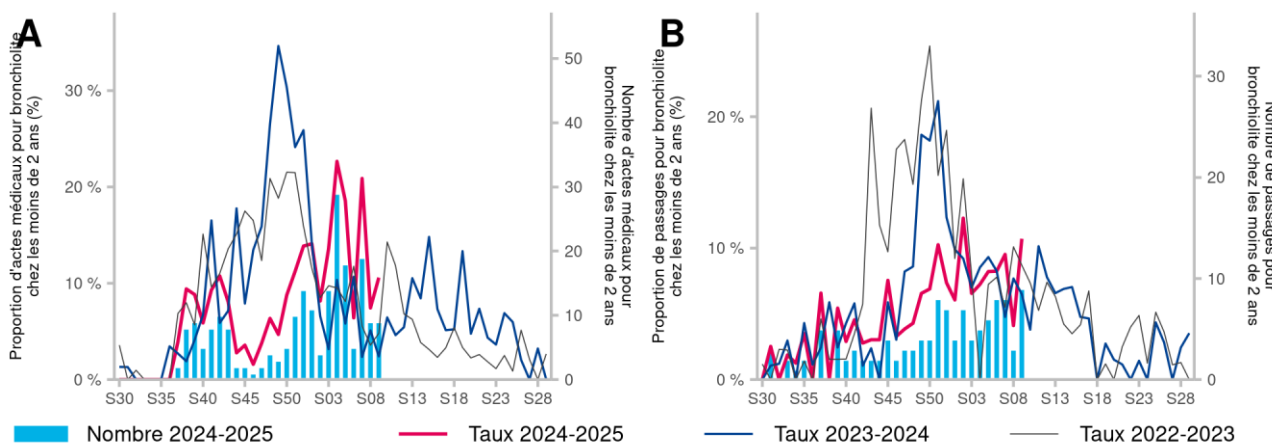 A
Proportion d'actes médicaux pour bronchiolite
chez les moins de 2 ans (%)
30 %
20 %
10 %
0 %
50
40
30
20
10
0
Nombre d'actes médicaux pour
bronchiolite chez les moins de 2 ans
S30 S35 S40 S45 S50 S03 S08 S13 S18 S23 S28
B
Proportion de passages pour bronchiolite
chez les moins de 2 ans (%)
20 %
10 %
0 %
30
20
10
0
Nombre de passages pour
bronchiolite chez les moins de 2 ans
S30 S35 S40 S45 S50 S03 S08 S13 S18 S23 S28
Nombre 2024-2025 Taux 2024-2025 Taux 2023-2024 Taux 2022-2023